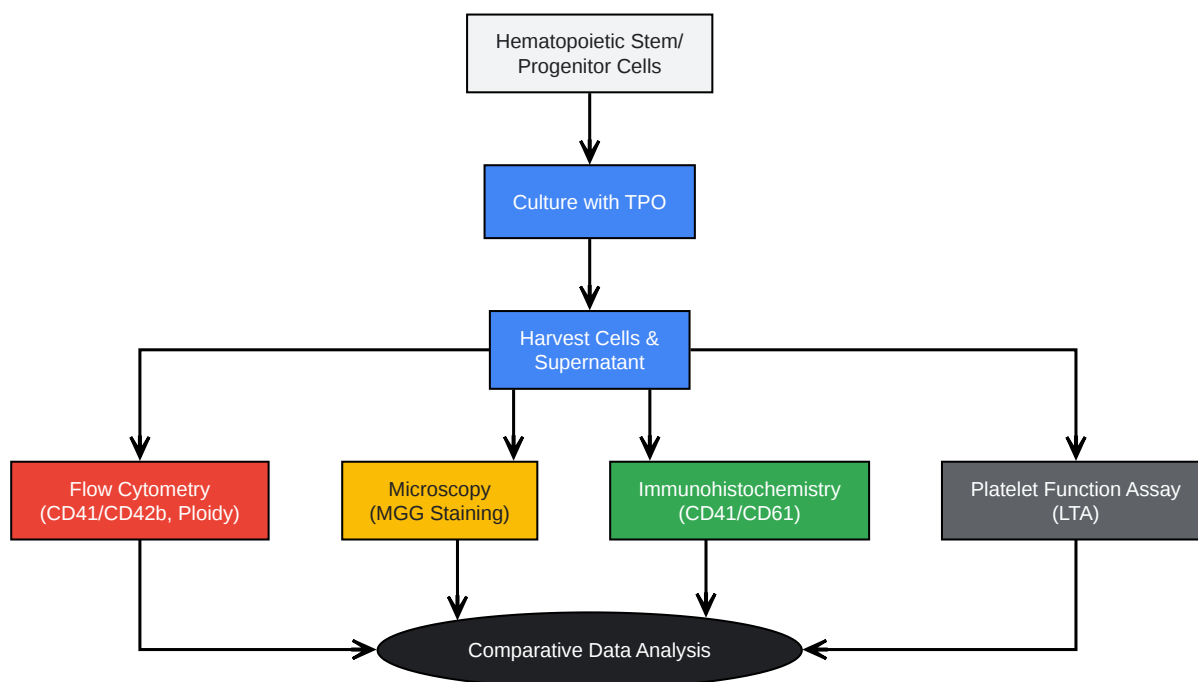 Hematopoietic Stem/
Progenitor Cells
Culture with TPO
Harvest Cells &
Supernatant
Flow Cytometry
(CD41/CD42b, Ploidy)
Microscopy
(MGG Staining)
Immunohistochemistry
(CD41/CD61)
Platelet Function Assay
(LTA)
Comparative Data Analysis